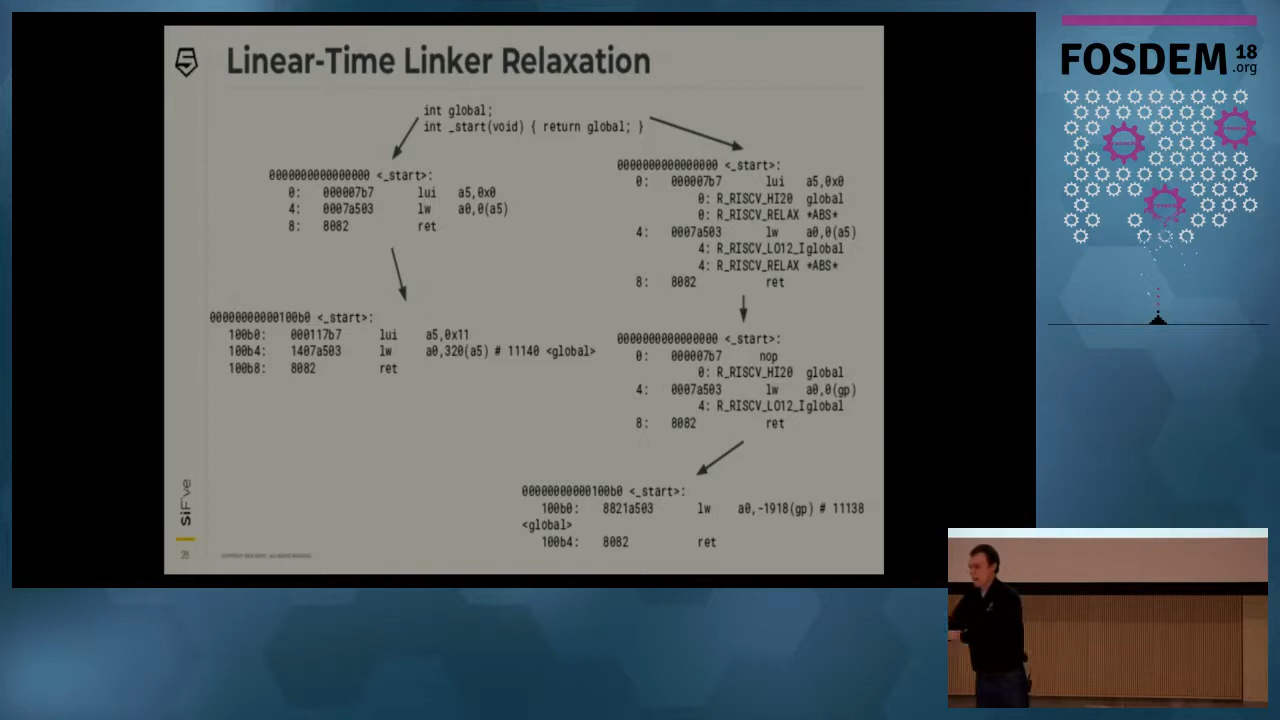 Linear-Time Linker Relaxation
int global;
int _start(void) { return global; }
0000000000000000 <_start>:
0: 000007b7 lui a5,0x0
4: 0007a503 lw a0,0(a5)
8: 8082 ret
00000000000100b0 <_start>:
100b0: 000117b7 lui a5,0x11
100b4: 1407a503 lw a0,320(a5) # 11140 <global>
100b8: 8082 ret
0000000000000000 <_start>:
0: 000007b7 lui a5,0x0
0: R_RISCV_HI20 global
0: R_RISCV_RELAX *ABS*
4: 0007a503 lw a0,0(a5)
4: R_RISCV_LO12_I global
4: R_RISCV_RELAX *ABS*
8: 8082 ret
0000000000000000 <_start>:
0: 000007b7 nop
0: R_RISCV_HI20 global
4: 0007a503 lw a0,0(gp)
4: R_RISCV_LO12_I global
8: 8082 ret
00000000000100b0 <_start>:
100b0: 8821a503 lw a0,-1918(gp) # 11138
<global>
100b4: 8082 ret
SiFive
FOSDEM 18
.org